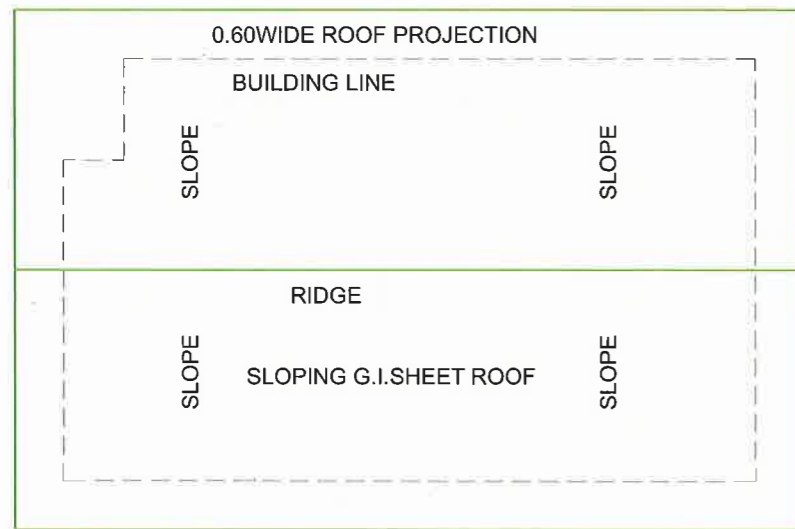 0.60WIDE ROOF PROJECTION
BUILDING LINE
SLOPE
SLOPE
RIDGE
SLOPE
SLOPING G.I.SHEET ROOF
SLOPE